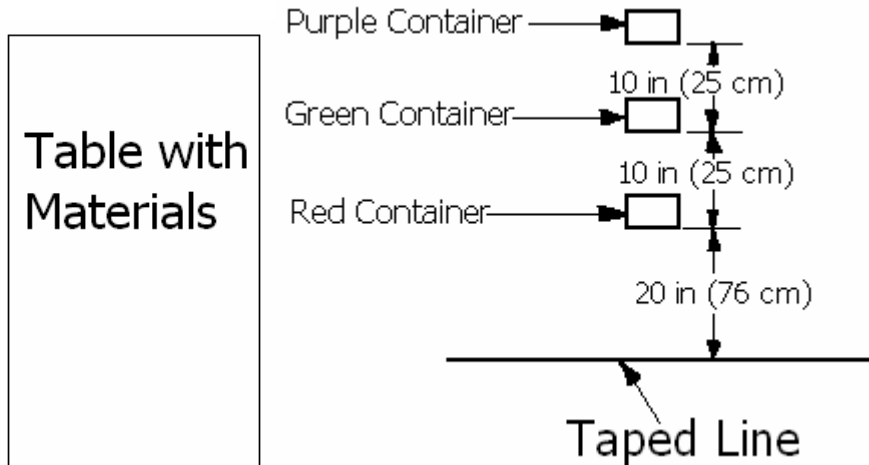 Purple Container
10 in (25 cm)
Green Container
10 in (25 cm)
Red Container
20 in (76 cm)
Taped Line
Table with
Materials